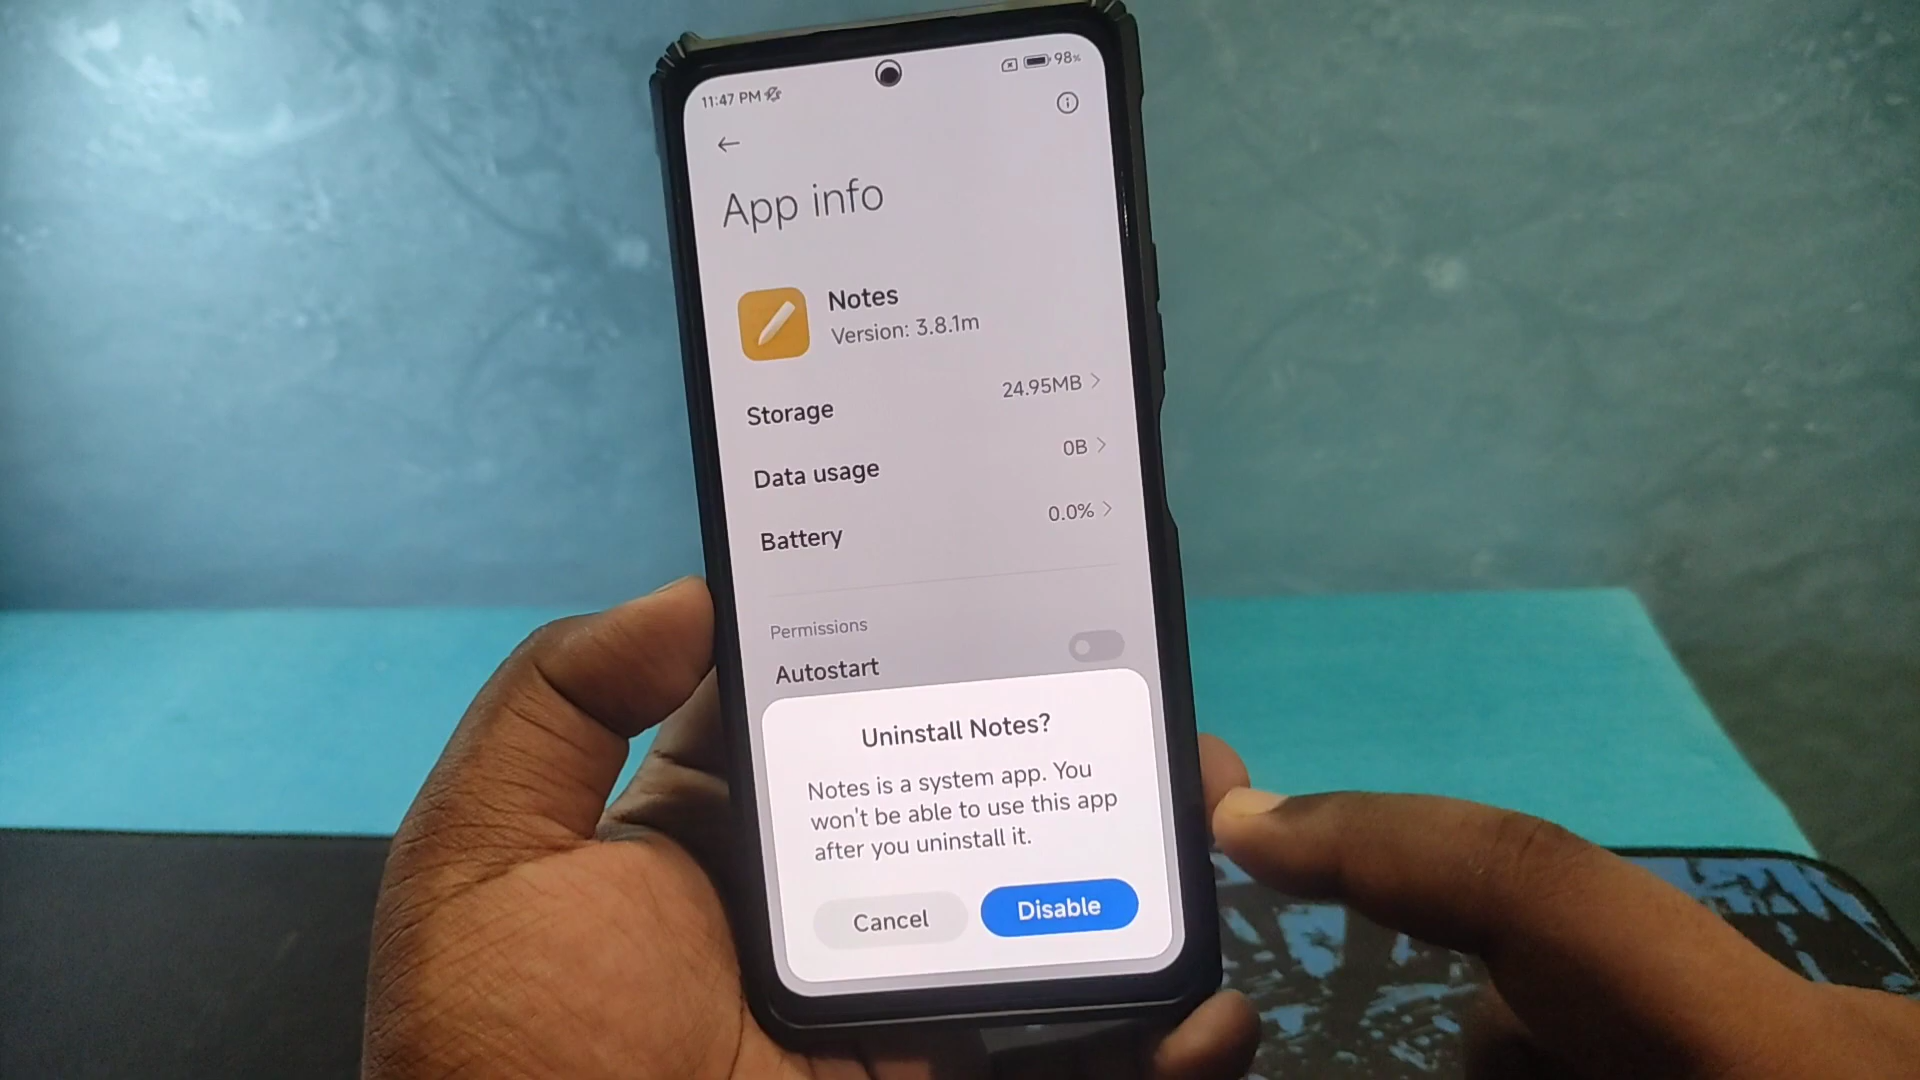 11:47 PM
98%
App info
Notes
Version: 3.8.1m
Storage
24.95MB
Data usage
0B
Battery
0.0%
Permissions
Autostart
Uninstall Notes?
Notes is a system app. You
won't be able to use this app
after you uninstall it.
Cancel
Disable